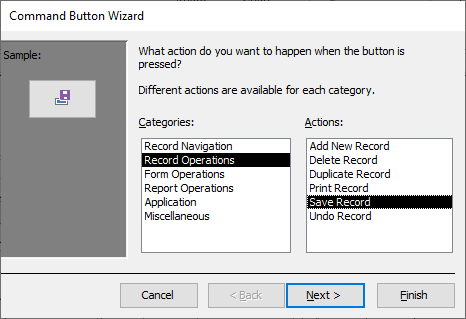 Command Button Wizard
Sample:
What action do you want to happen when the button is
pressed?
Different actions are available for each category.
Categories:
Record Navigation
Record Operations
Form Operations
Report Operations
Application
Miscellaneous
Actions:
Add New Record
Delete Record
Duplicate Record
Print Record
Save Record
Undo Record
Cancel
< Back
Next >
Finish